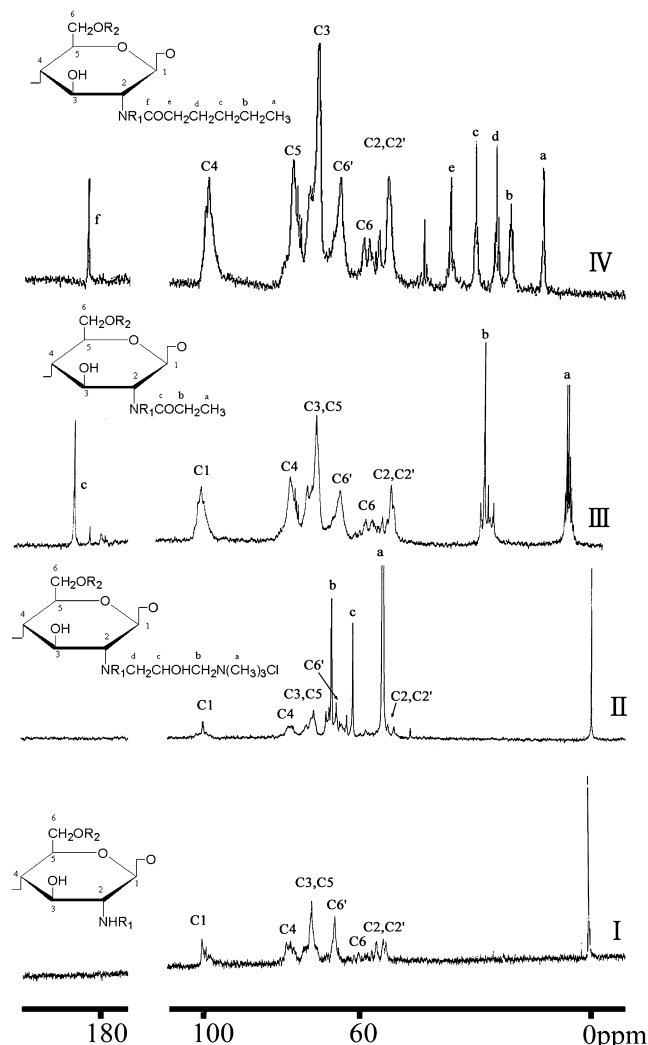 6
CH2OR2
5
O
O
4
OH
2
1
3
NR1COCH2CH2CH2CH2CH3
f e d c b a
C3
C4
C5
C6'
C2,C2'
C6
e
c
d
b
a
f
IV
6
CH2OR2
5
O
O
4
OH
2
1
3
NR1COCH2CH3
c b a
b
a
C3,C5
C1
C4
C6'
C2,C2'
C6
c
III
6
CH2OR2
5
O
O
4
OH
2
1
3
NR1CH2CHOHCH2N(CH3)3Cl
d c b a
a
b
c
C6'
C3,C5
C2,C2'
C1
C4
II
6
CH2OR2
5
O
O
4
OH
2
1
3
NHR1
C3,C5
C6'
C1
C4
C2,C2'
C6
I
180 100 60 0ppm